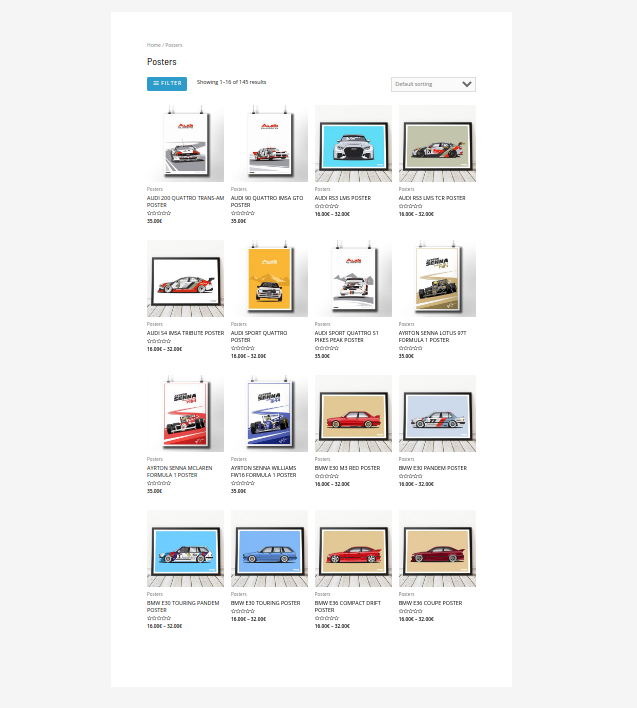 Home / Posters
Posters
FILTER
Showing 1–16 of 145 results
Default sorting
Posters
AUDI 200 QUATTRO TRANS-AM
POSTER
35.00€
Posters
AUDI 90 QUATTRO IMSA GTO
POSTER
35.00€
Posters
AUDI RS3 LMS POSTER
16.00€ – 32.00€
Posters
AUDI RS3 LMS TCR POSTER
16.00€ – 32.00€
Posters
AUDI S4 IMSA TRIBUTE POSTER
16.00€ – 32.00€
Audi
Posters
AUDI SPORT QUATTRO
POSTER
16.00€ – 32.00€
Audi
Posters
AUDI SPORT QUATTRO S1
PIKES PEAK POSTER
35.00€
SENNA
Posters
AYRTON SENNA LOTUS 97T
FORMULA 1 POSTER
35.00€
SENNA
Posters
AYRTON SENNA MCLAREN
FORMULA 1 POSTER
35.00€
SENNA
Posters
AYRTON SENNA WILLIAMS
FW16 FORMULA 1 POSTER
35.00€
Posters
BMW E30 M3 RED POSTER
16.00€ – 32.00€
Posters
BMW E30 PANDEM POSTER
16.00€ – 32.00€
Posters
BMW E30 TOURING PANDEM
POSTER
16.00€ – 32.00€
Posters
BMW E30 TOURING POSTER
16.00€ – 32.00€
Posters
BMW E36 COMPACT DRIFT
POSTER
16.00€ – 32.00€
Posters
BMW E36 COUPE POSTER
16.00€ – 32.00€